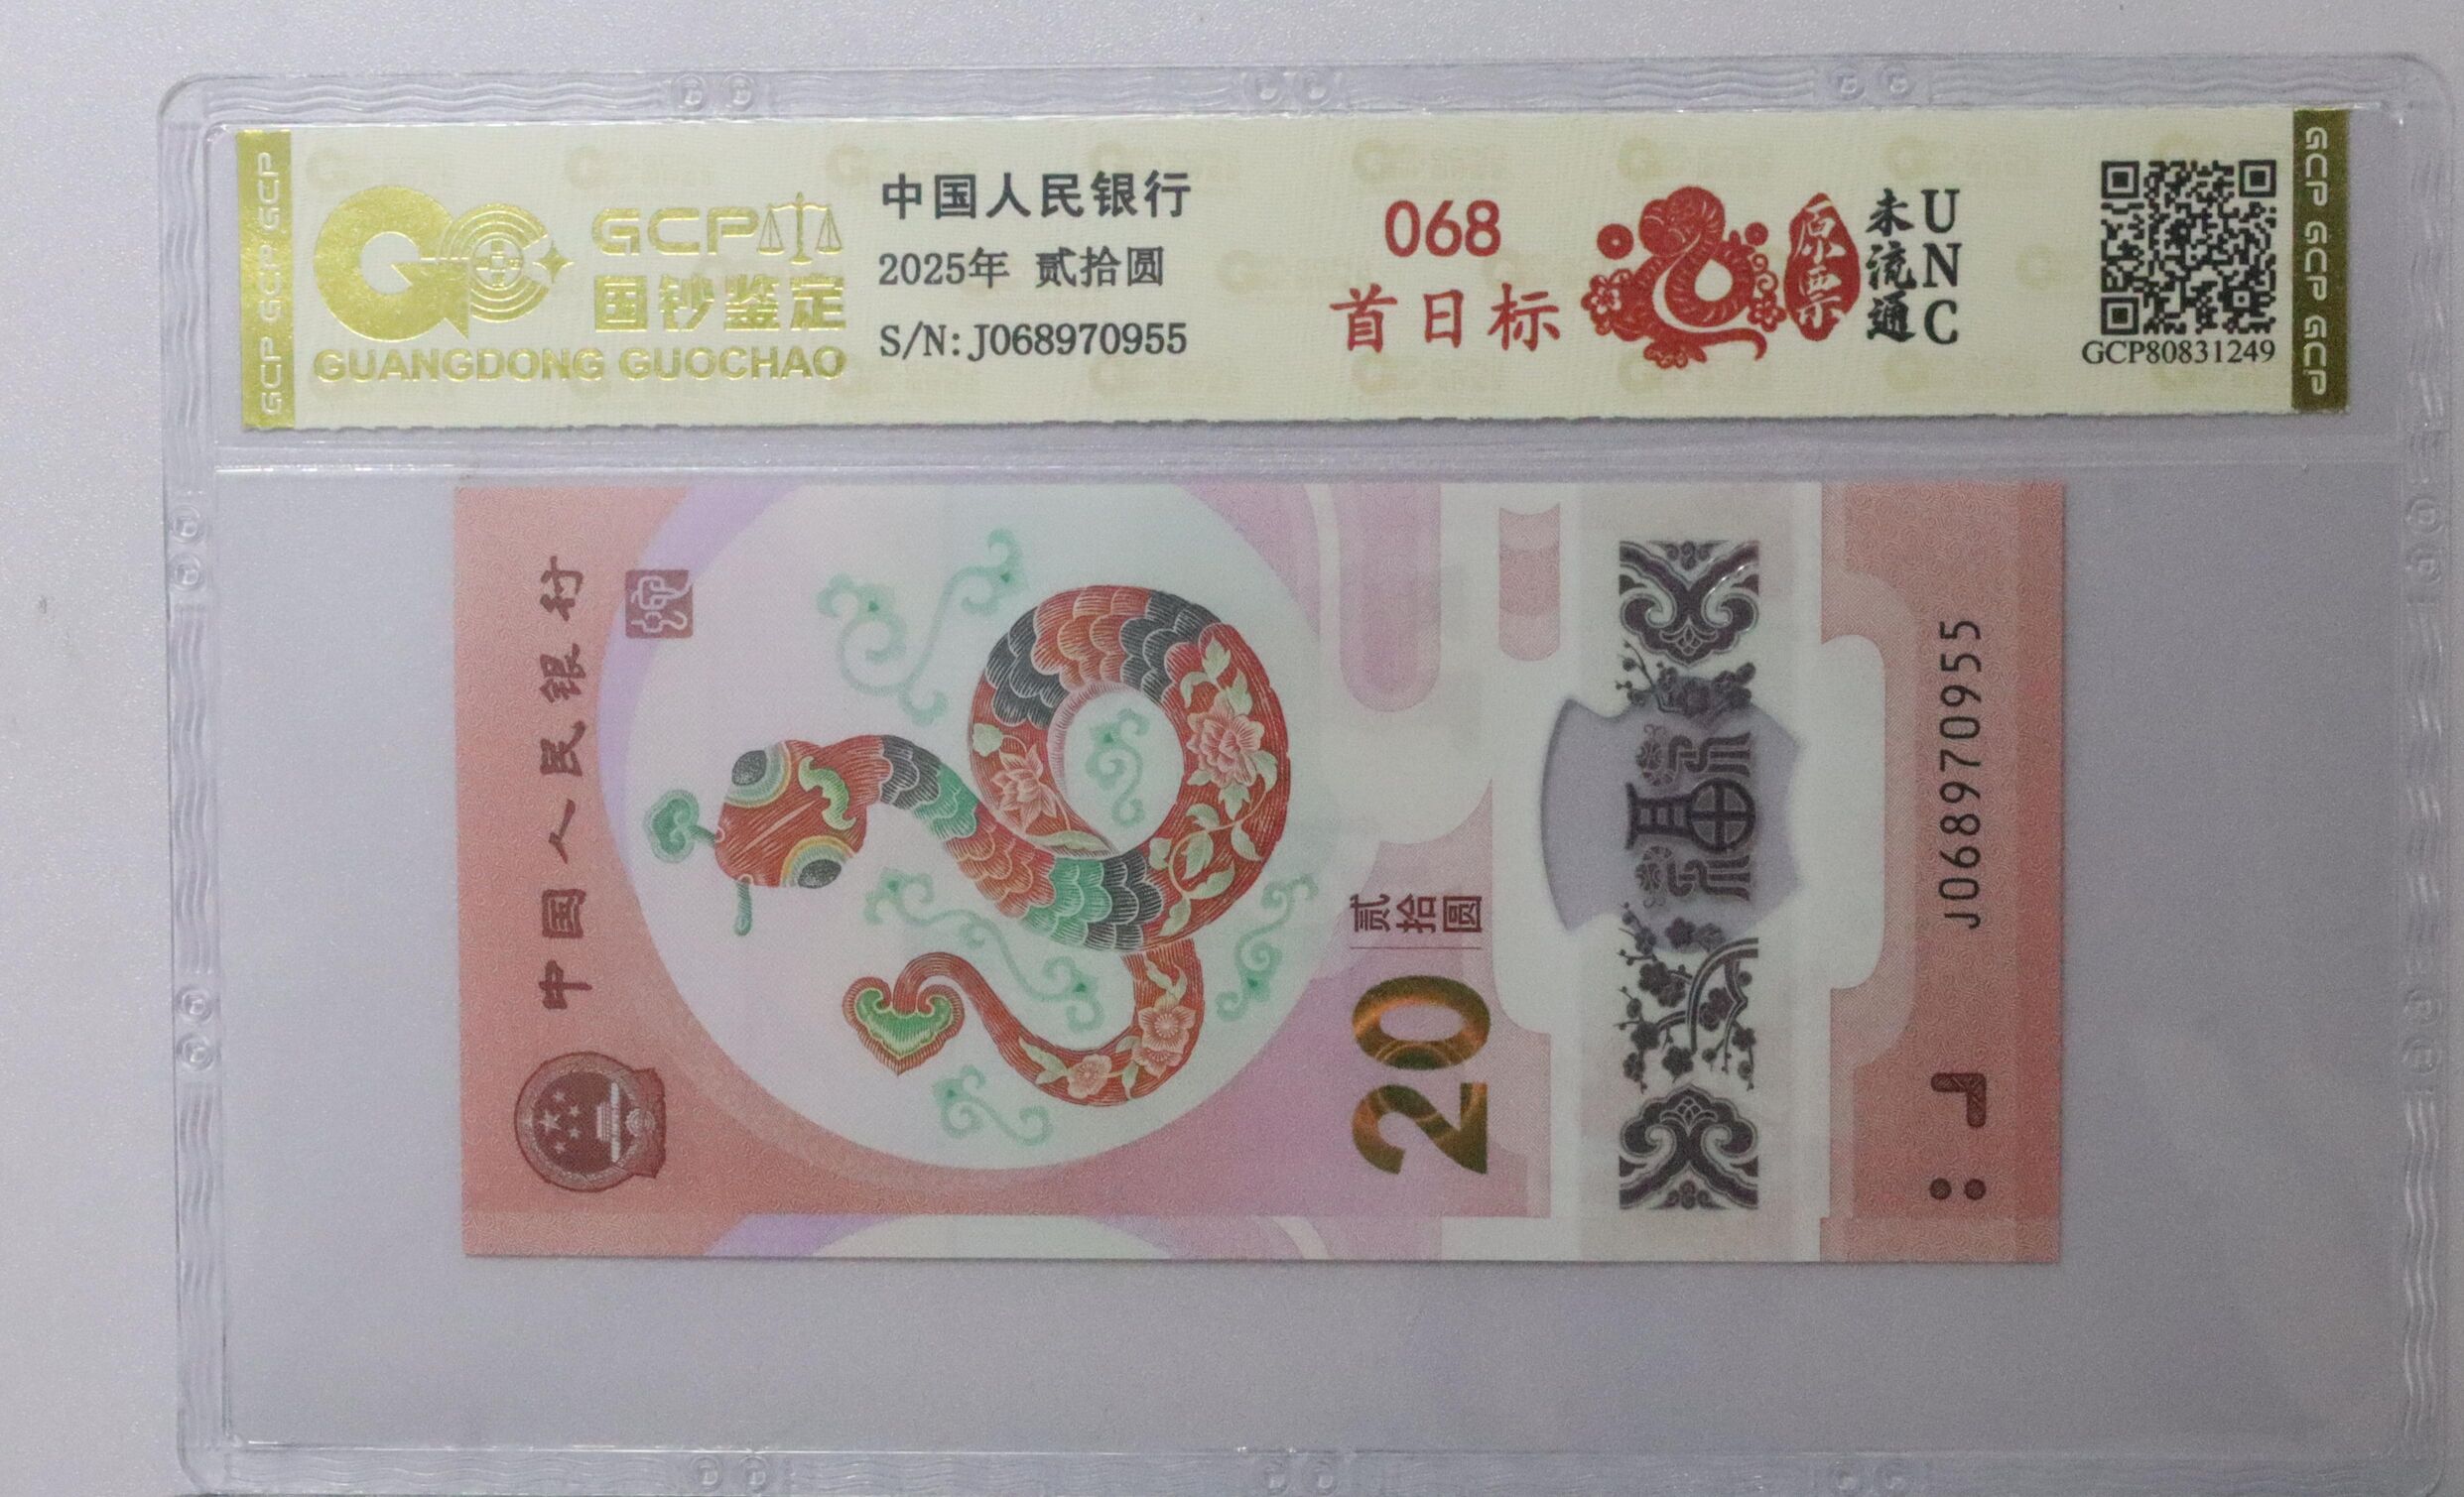 GCP GCP GCP
GCP
国钞鉴定
GUANGDONG GUOCHAO
中国人民银行
2025年 贰拾圆
S/N: J068970955
068
首日标
原票
未流通
UNC
GCP80831249
GCP GCP GCP
中国人民银行
20
贰拾圆
福
J068970955